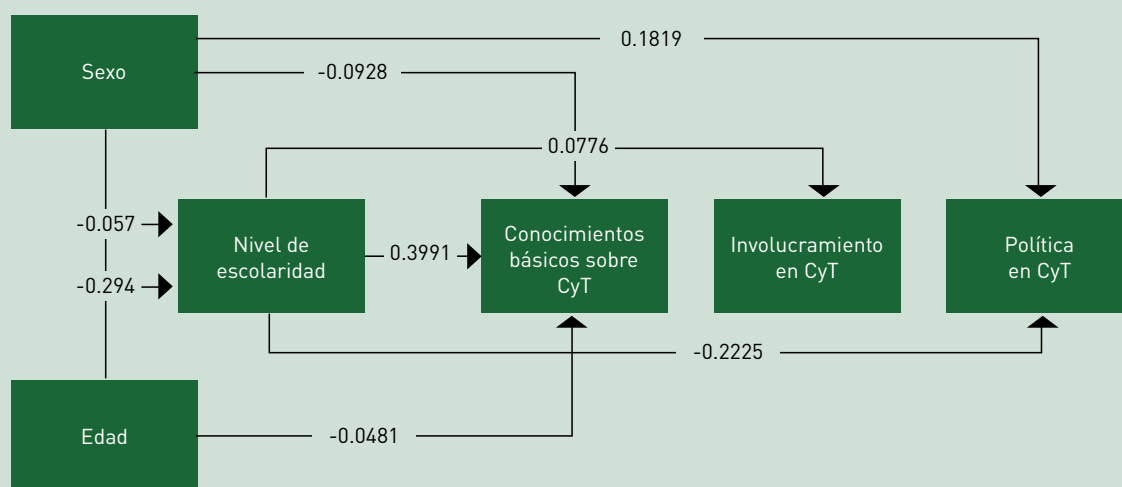 0.1819
Sexo
-0.0928
0.0776
-0.057
Nivel de
escolaridad
0.3991
Conocimientos
básicos sobre
CyT
Involucramiento
en CyT
Política
en CyT
-0.294
-0.2225
Edad
-0.0481